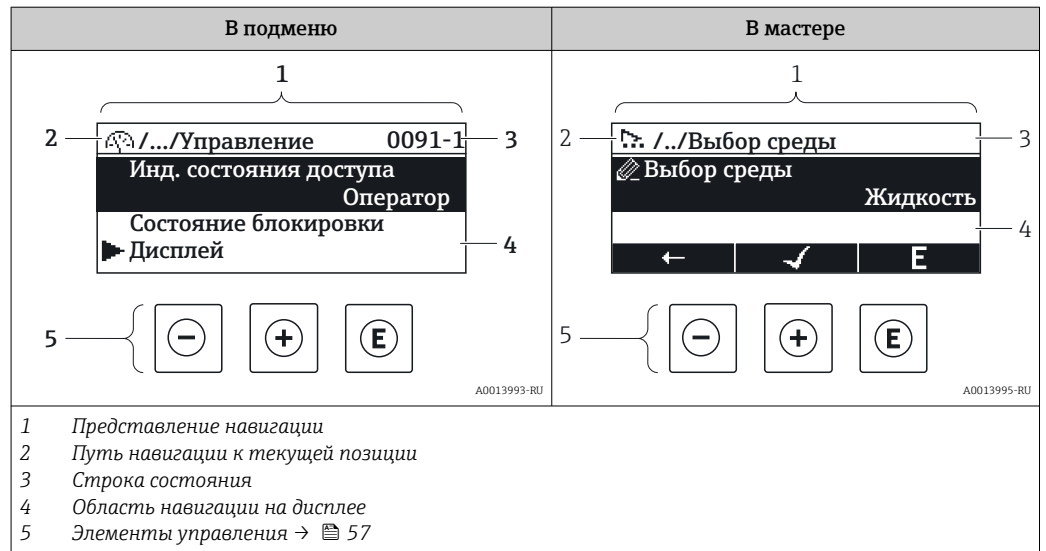 В подменю
В мастере
1
2
/.../Управление 0091-1
3
Инд. состояния доступа
Оператор
Состояние блокировки
Дисплей
4
5
- + E
A0013993-RU
1
2
/../Выбор среды
3
Выбор среды
Жидкость
4
← ✓ E
5
- + E
A0013995-RU
1 Представление навигации
2 Путь навигации к текущей позиции
3 Строка состояния
4 Область навигации на дисплее
5 Элементы управления → 57